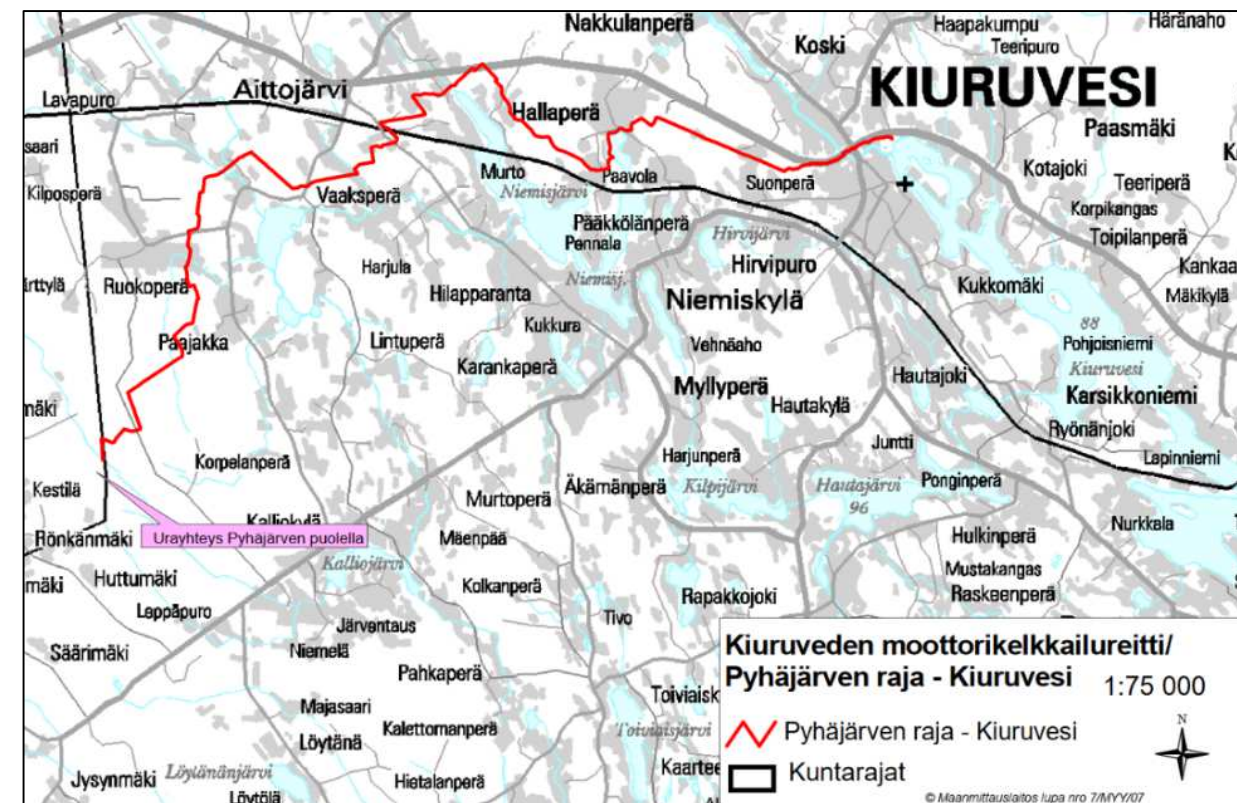 Nakkulanperä
Koski
Haapakumpu
Teeripuro
Häränaho
KIURUVESI
Paasmäki
Lavapuro
Aittojärvi
Hallaperä
saari
Kilposperä
Vaaksperä
Murto
Niemisjärvi
Paavola
Suonperä
Kotajoki
Teeriperä
Korpikangas
Toipilanperä
Pääkkölänperä
Pennala
Hirvijärvi
Hirvipuro
Harjula
Kankaa
ärttylä
Ruokoperä
Hilapparanta
Niemisj.
Niemiskylä
Kukkomäki
Mäkikylä
Kukkura
88
Pohjoisniemi
Kiuruvesi
Paajakka
Lintuperä
Karankaperä
Vehnäaho
Hautajoki
Karsikkoniemi
Myllyperä
Hautakylä
mäki
Ryönänjoki
Juntti
Lapinniemi
Korpelanperä
Harjunperä
Kestilä
Murtoperä
Äkämänperä
Kilpijärvi
Hautajärvi
96
Ponginperä
Kalliokylä
Rönkänmäki
Urayhteys Pyhäjärven puolella
Mäenpää
Hulkinperä
Nurkkala
Kalliojärvi
mäki
Huttumäki
Kolkanperä
Mustakangas
Raskeenperä
Leppäpuro
Rapakkojoki
Tivo
Järventaus
Säärimäki
Niemelä
Pahkaperä
Toiviaisk
Majasaari
Kalettomanperä
Löytänä
Toiviaisjärvi
Kaartee
Jysynmäki
Löytänänjärvi
Hietalanperä
Löytölä
Kiuruveden moottorikelkkailureitti/
Pyhäjärven raja - Kiuruvesi 1:75 000
N
Pyhäjärven raja - Kiuruvesi
Kuntarajat
© Maanmittauslaitos lupa nro 7/MYY/07